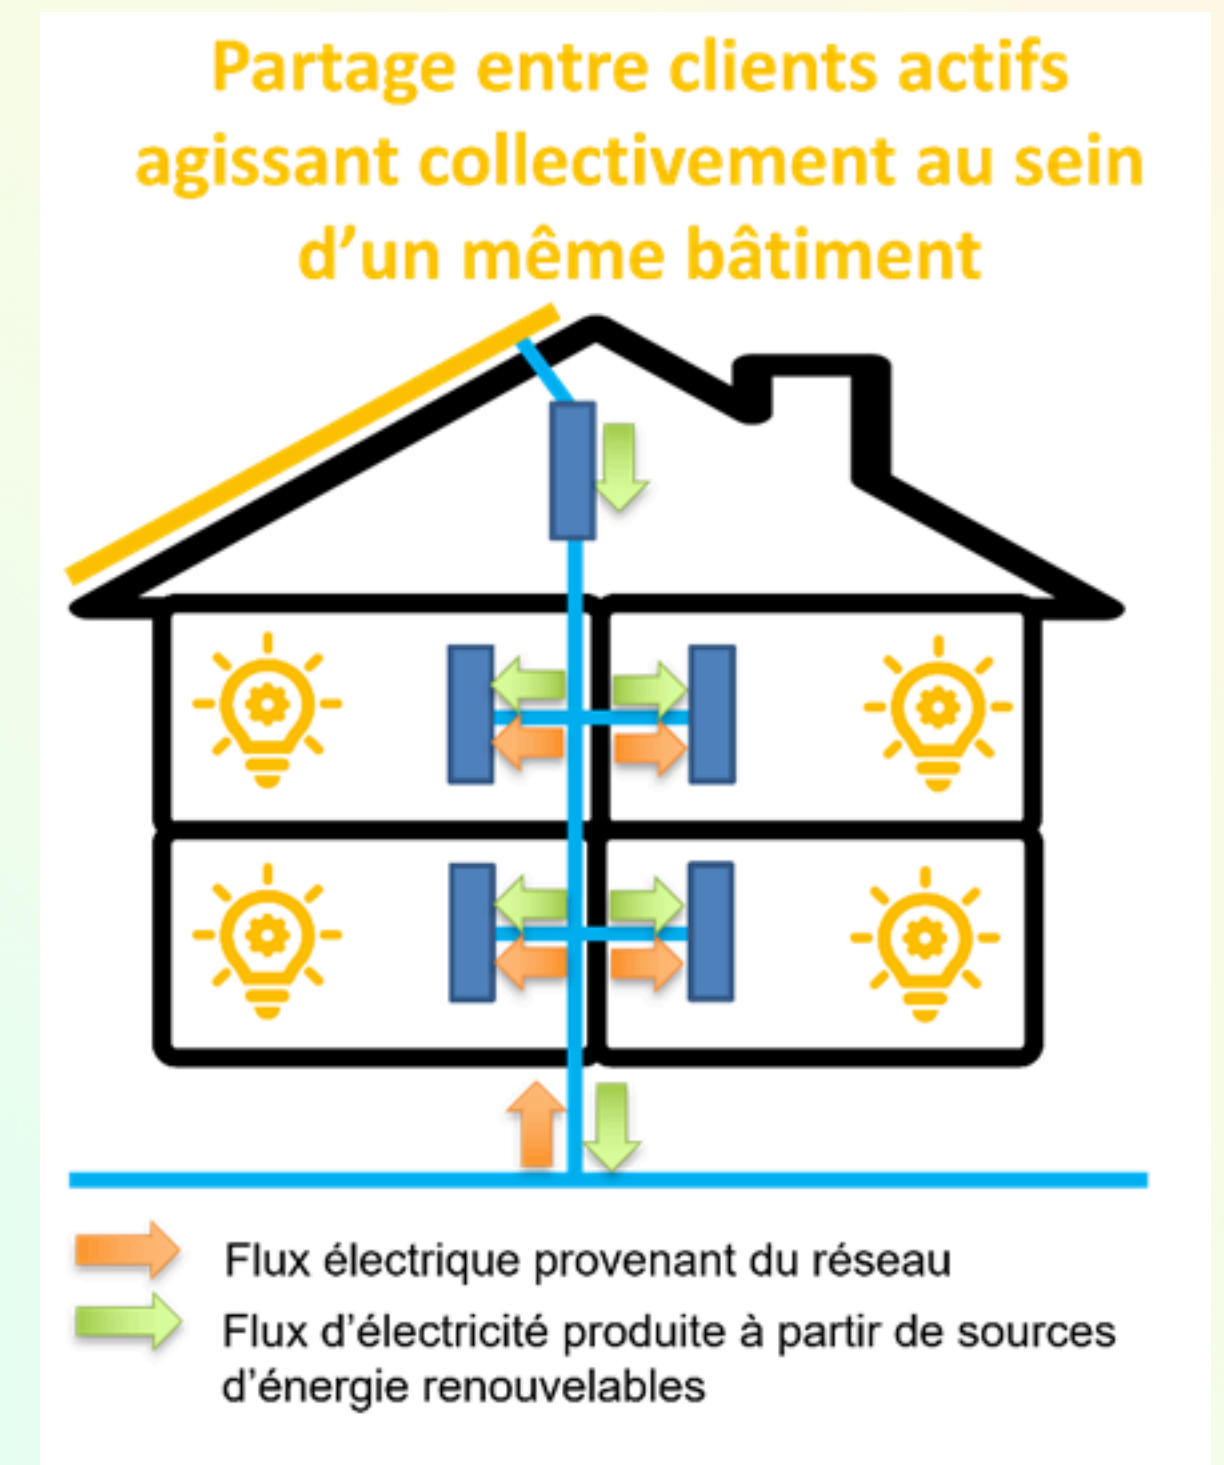 Partage entre clients actifs
agissant collectivement au sein
d’un même bâtiment
Flux électrique provenant du réseau
Flux d’électricité produite à partir de sources
d’énergie renouvelables